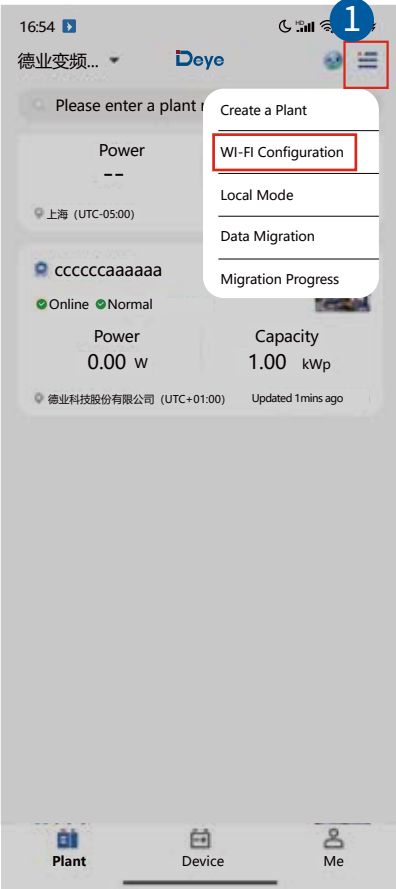 16:54
1
德业变频...
Deye
Please enter a plant
Create a Plant
Power
WI-FI Configuration
--
Local Mode
上海 (UTC-05:00)
Data Migration
ccccccaaaaaa
Migration Progress
Online Normal
Power
Capacity
0.00 W
1.00 kWp
德业科技股份有限公司 (UTC+01:00)
Updated 1mins ago
Plant
Device
Me